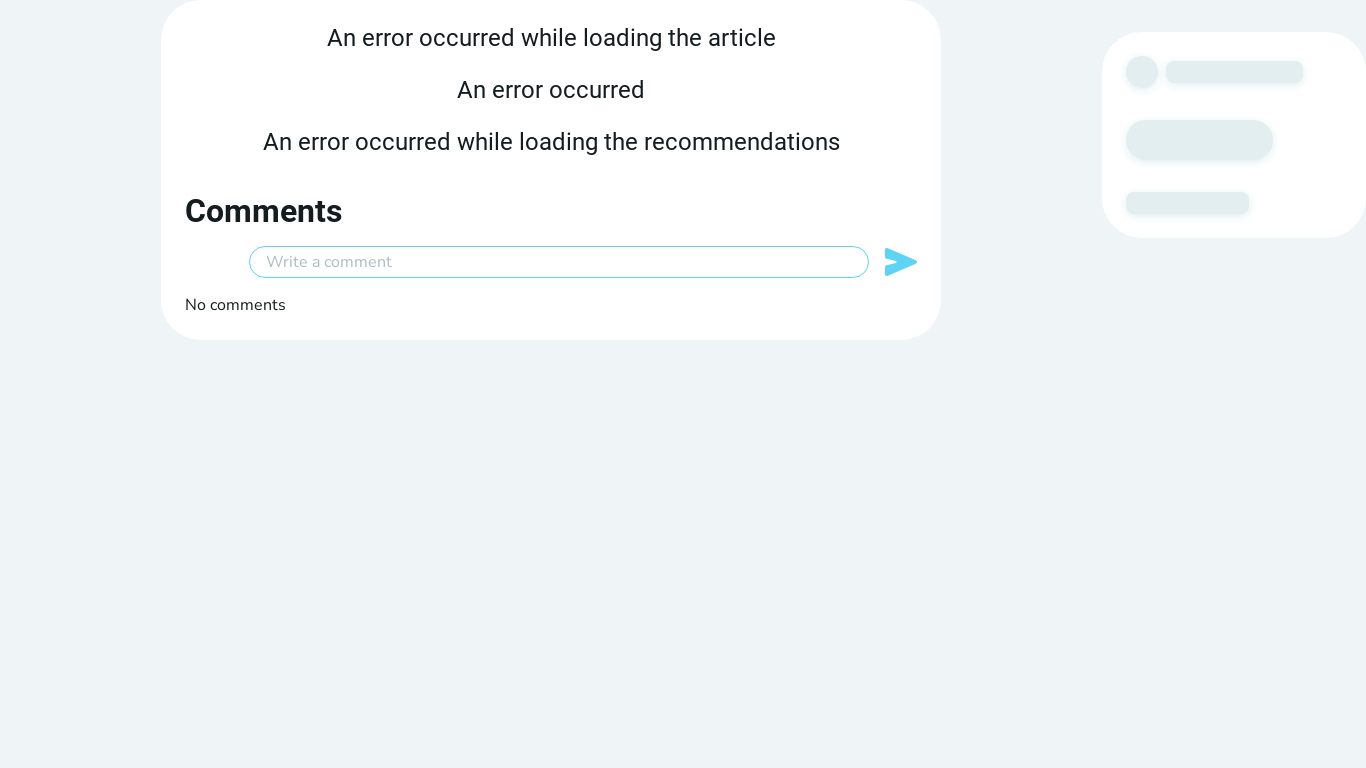 An error occurred while loading the article
An error occurred
An error occurred while loading the recommendations
Comments
Write a comment
No comments